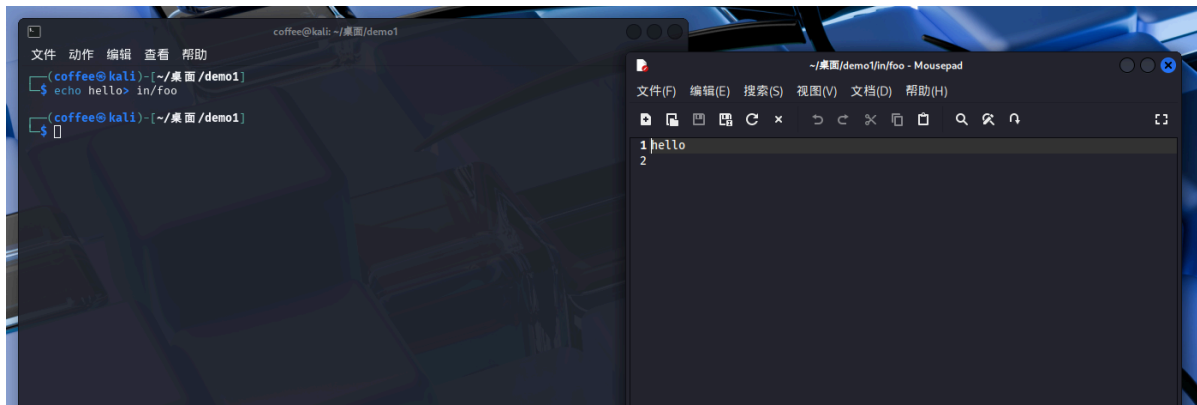 coffee@kali: ~/桌面/demo1
文件 动作 编辑 查看 帮助
┌──(coffee㉿kali)-[~/桌面/demo1]
└─$ echo hello> in/foo
┌──(coffee㉿kali)-[~/桌面/demo1]
└─$
~/桌面/demo1/in/foo - Mousepad
文件(F) 编辑(E) 搜索(S) 视图(V) 文档(D) 帮助(H)
1 hello
2